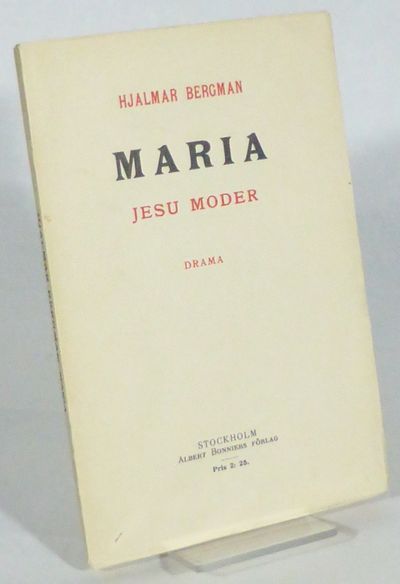 HJALMAR BERGMAN
MARIA
JESU MODER
DRAMA
STOCKHOLM
ALBERT BONNIERS FÖRLAG
Pris 2: 25.